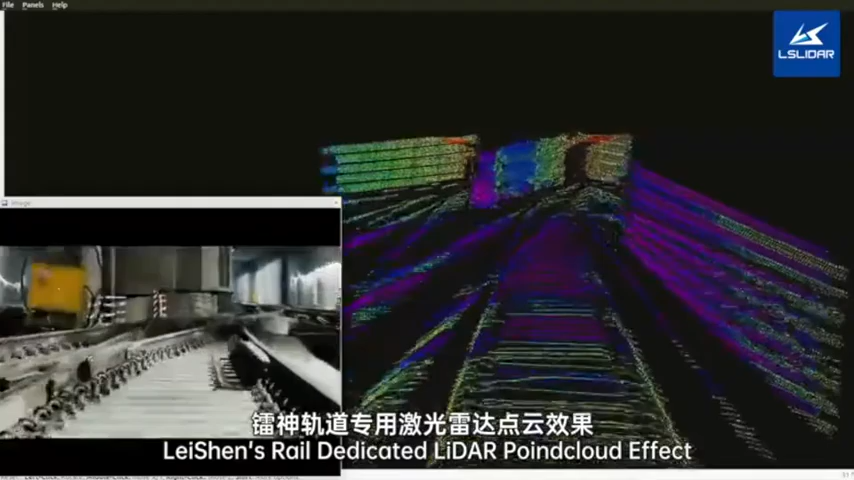 File Panels Help
LSLIDAR
Image
镭神轨道专用激光雷达点云效果
LeiShen's Rail Dedicated LiDAR Poindcloud Effect